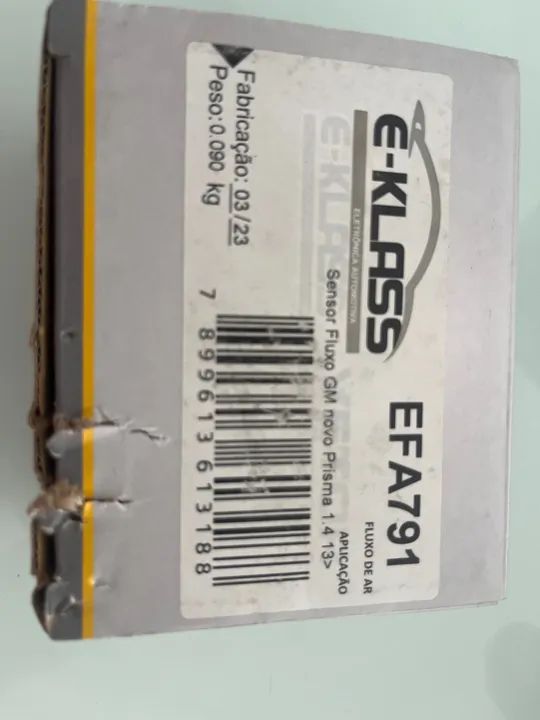 E-KLASS
ELETRÔNICA AUTOMOTIVA
EFA791
FLUXO DE AR
APLICAÇÃO
Sensor Fluxo GM novo Prisma 1.4 13>
7 899613 613188
Fabricação: 03/23
Peso:0.090 kg